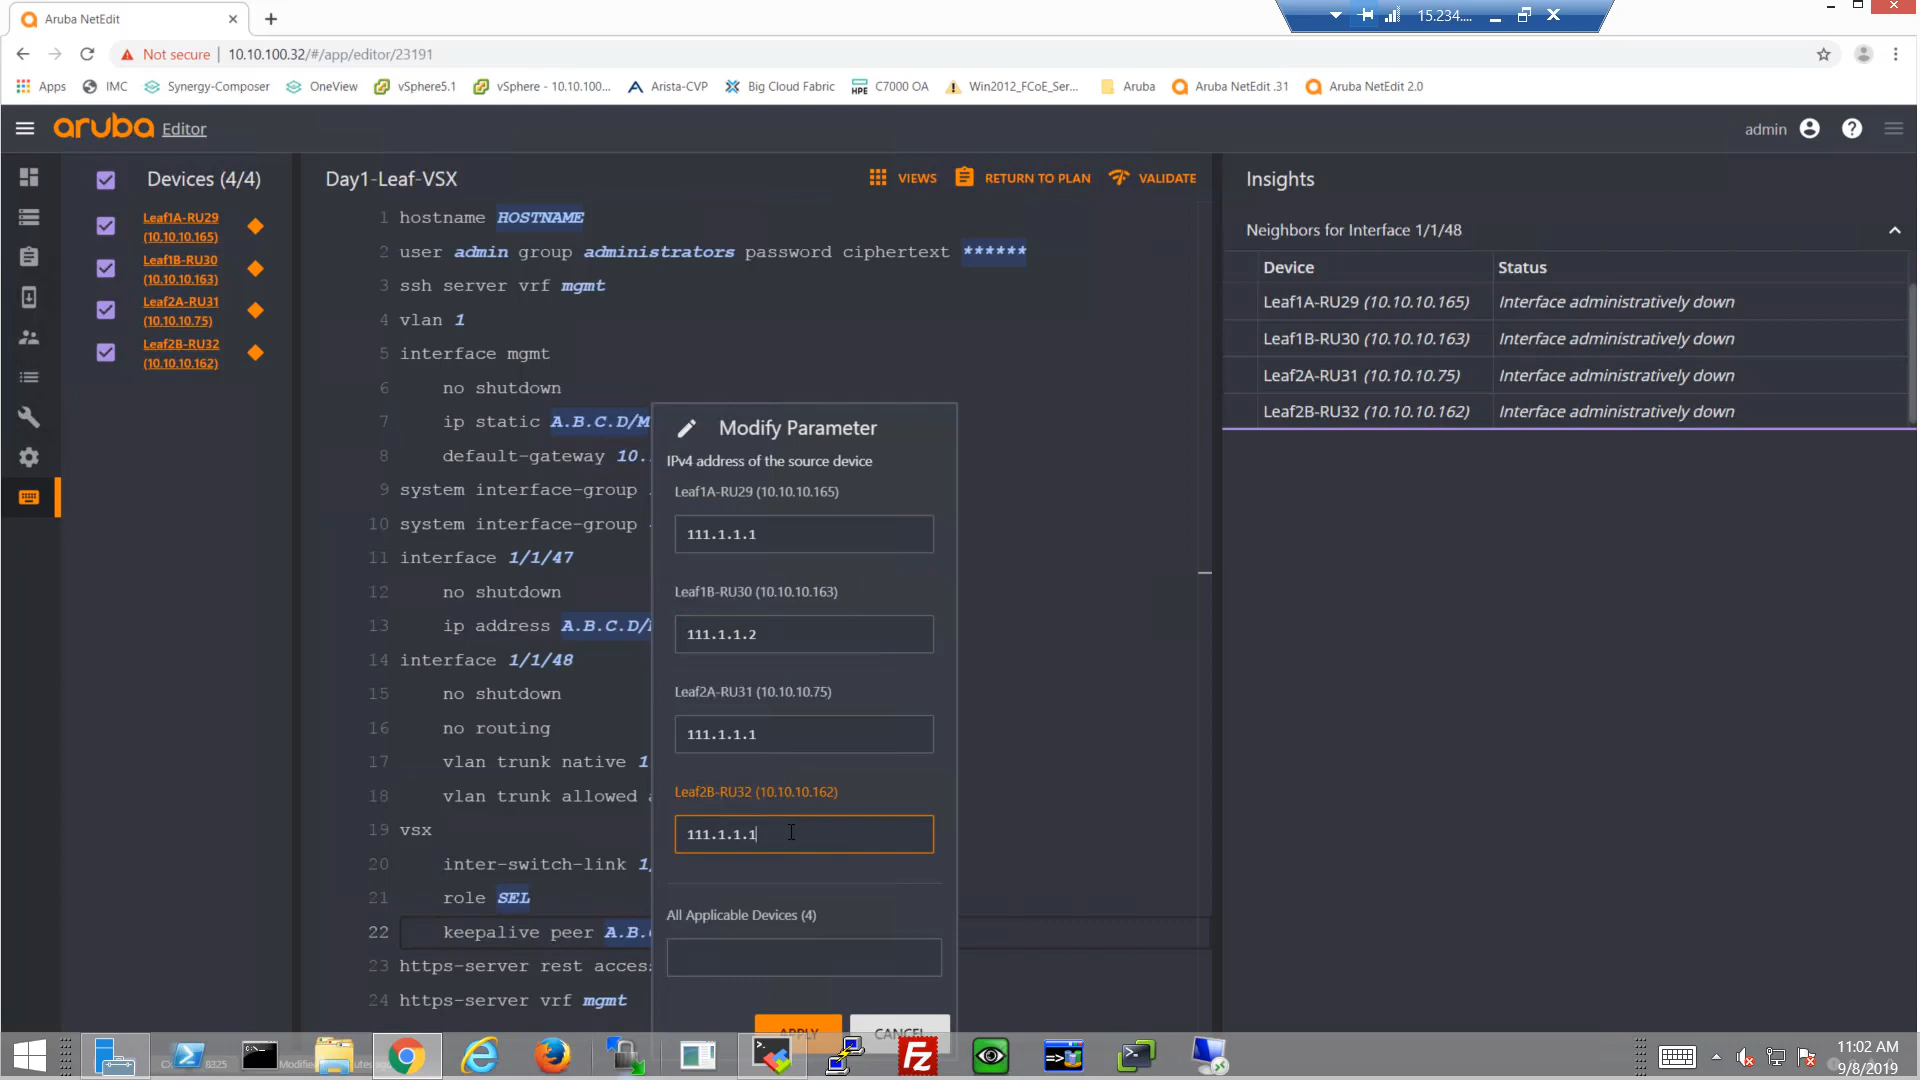 Aruba NetEdit
15.234....
Not secure
10.10.100.32/#/app/editor/23191
Apps
IMC
Synergy-Composer
OneView
vSphere5.1
vSphere - 10.10.100...
Arista-CVP
Big Cloud Fabric
C7000 OA
Win2012_FCoE_Ser...
Aruba
Aruba NetEdit .31
Aruba NetEdit 2.0
aruba Editor
admin
Devices (4/4)
Leaf1A-RU29
(10.10.10.165)
Leaf1B-RU30
(10.10.10.163)
Leaf2A-RU31
(10.10.10.75)
Leaf2B-RU32
(10.10.10.162)
Day1-Leaf-VSX
VIEWS
RETURN TO PLAN
VALIDATE
1 hostname HOSTNAME
2 user admin group administrators password ciphertext ******
3 ssh server vrf mgmt
4 vlan 1
5 interface mgmt
6 no shutdown
7 ip static A.B.C.D/M
8 default-gateway 10.
9 system interface-group
10 system interface-group
11 interface 1/1/47
12 no shutdown
13 ip address A.B.C.D/
14 interface 1/1/48
15 no shutdown
16 no routing
17 vlan trunk native 1
18 vlan trunk allowed
19 vsx
20 inter-switch-link 1
21 role SEL
22 keepalive peer A.B.
23 https-server rest acces
24 https-server vrf mgmt
Modify Parameter
IPv4 address of the source device
Leaf1A-RU29 (10.10.10.165)
111.1.1.1
Leaf1B-RU30 (10.10.10.163)
111.1.1.2
Leaf2A-RU31 (10.10.10.75)
111.1.1.1
Leaf2B-RU32 (10.10.10.162)
111.1.1.1
All Applicable Devices (4)
APPLY
CANCEL
Insights
Neighbors for Interface 1/1/48
Device Status
Leaf1A-RU29 (10.10.10.165) Interface administratively down
Leaf1B-RU30 (10.10.10.163) Interface administratively down
Leaf2A-RU31 (10.10.10.75) Interface administratively down
Leaf2B-RU32 (10.10.10.162) Interface administratively down
8325
Modified
11:02 AM
9/8/2019